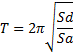 T = 2π√(Sd/Sa)